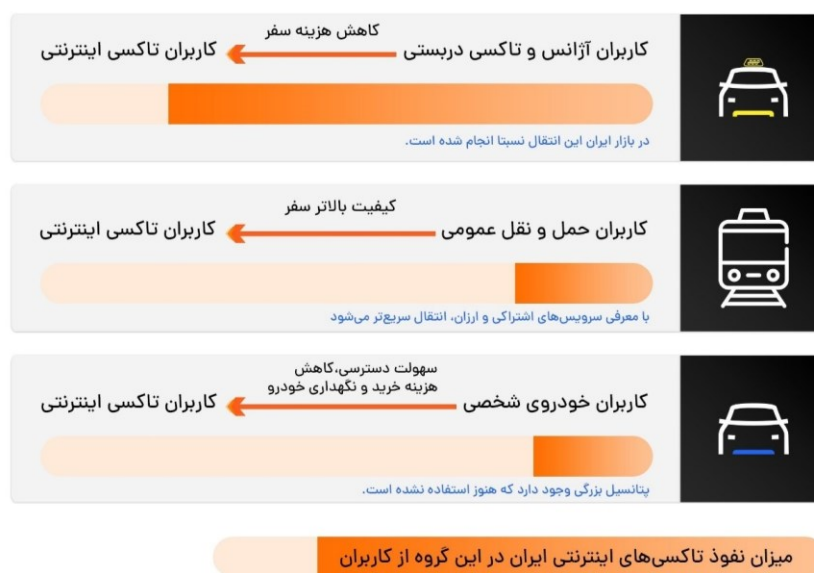 کاهش هزینه سفر
کاربران آژانس و تاکسی دربستی
کاربران تاکسی اینترنتی
در بازار ایران این انتقال نسبتا انجام شده است.
کیفیت بالاتر سفر
کاربران حمل و نقل عمومی
کاربران تاکسی اینترنتی
با معرفی سرویس‌های اشتراکی و ارزان، انتقال سریع‌تر می‌شود
سهولت دسترسی،کاهش
هزینه خرید و نگهداری خودرو
کاربران خودروی شخصی
کاربران تاکسی اینترنتی
پتانسیل بزرگی وجود دارد که هنوز استفاده نشده است.
میزان نفوذ تاکسی‌های اینترنتی ایران در این گروه از کاربران